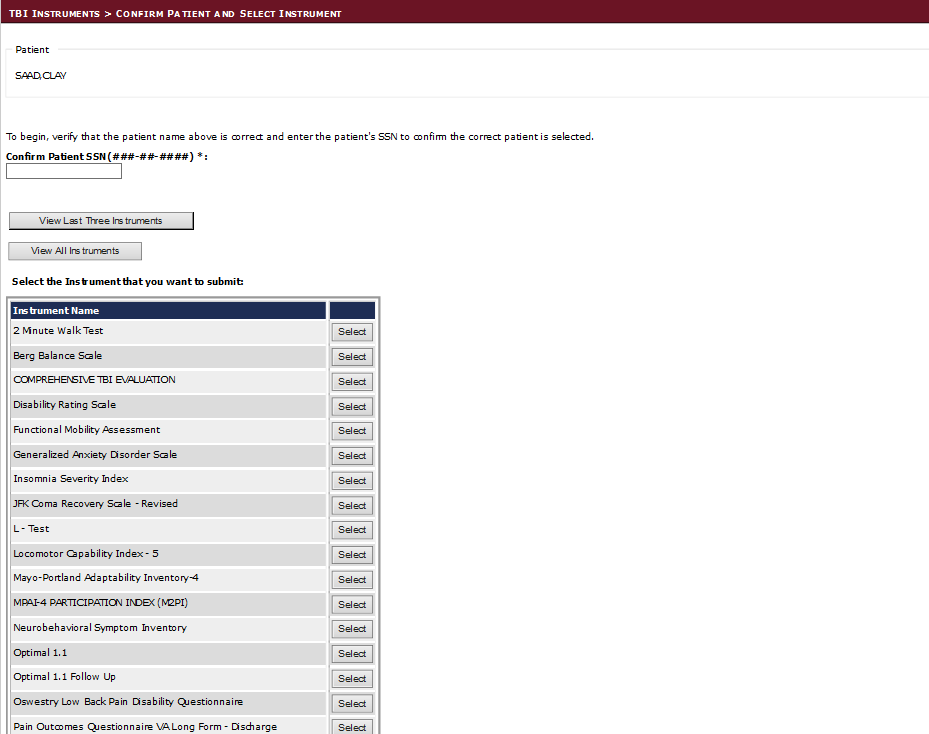 TBI Instruments > Confirm Patient and Select Instrument
Patient
SAAD,CLAY
To begin, verify that the patient name above is correct and enter the patient's SSN to confirm the correct patient is selected.
Confirm Patient SSN(###-##-####) *:
View Last Three Instruments
View All Instruments
Select the Instrument that you want to submit:
Instrument Name
2 Minute Walk Test Select
Berg Balance Scale Select
COMPREHENSIVE TBI EVALUATION Select
Disability Rating Scale Select
Functional Mobility Assessment Select
Generalized Anxiety Disorder Scale Select
Insomnia Severity Index Select
JFK Coma Recovery Scale - Revised Select
L - Test Select
Locomotor Capability Index - 5 Select
Mayo-Portland Adaptability Inventory-4 Select
MPAI-4 PARTICIPATION INDEX (M2PI) Select
Neurobehavioral Symptom Inventory Select
Optimal 1.1 Select
Optimal 1.1 Follow Up Select
Oswestry Low Back Pain Disability Questionnaire Select
Pain Outcomes Questionnaire VA Long Form - Discharge Select